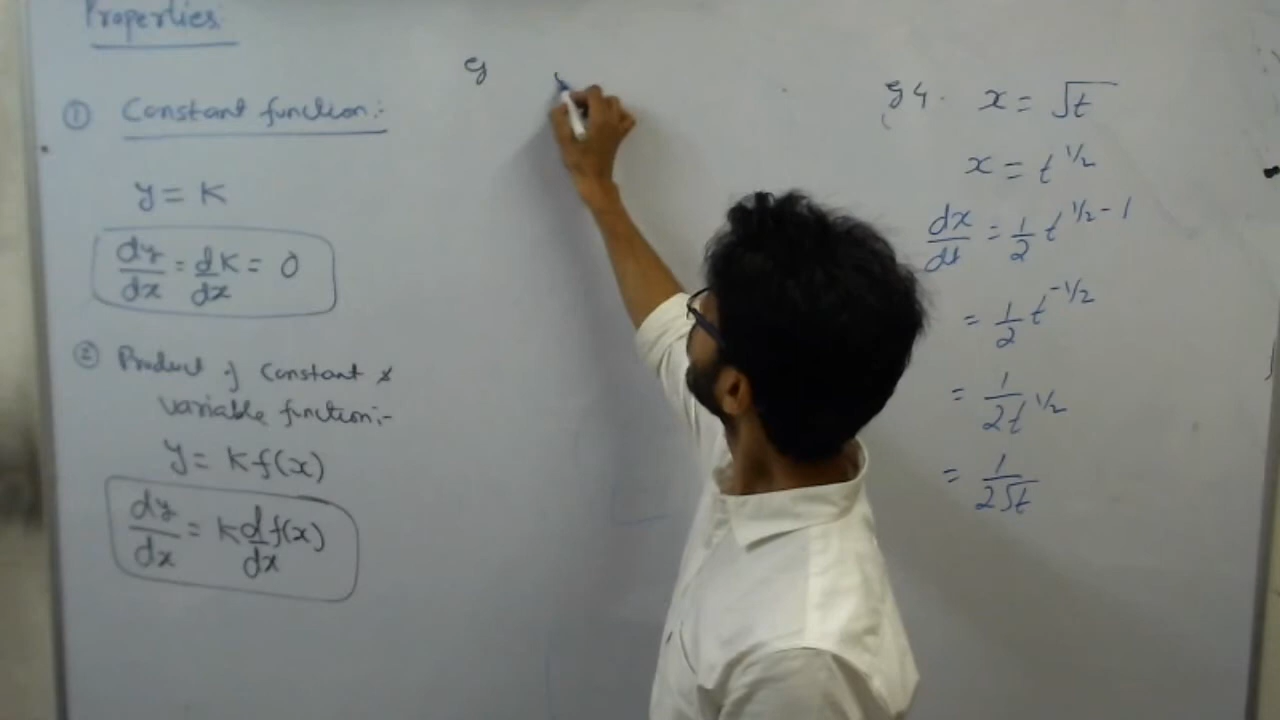 Properties
① Constant function:-
y = K
dy/dx = d/dx K = 0
② Product of Constant &
variable function:-
y = K f(x)
dy/dx = K d/dx f(x)
eg
eg 4. x = √t
x = t^1/2
dx/dt = 1/2 t^1/2 - 1
= 1/2 t^-1/2
= 1/2t^1/2
= 1/2√t